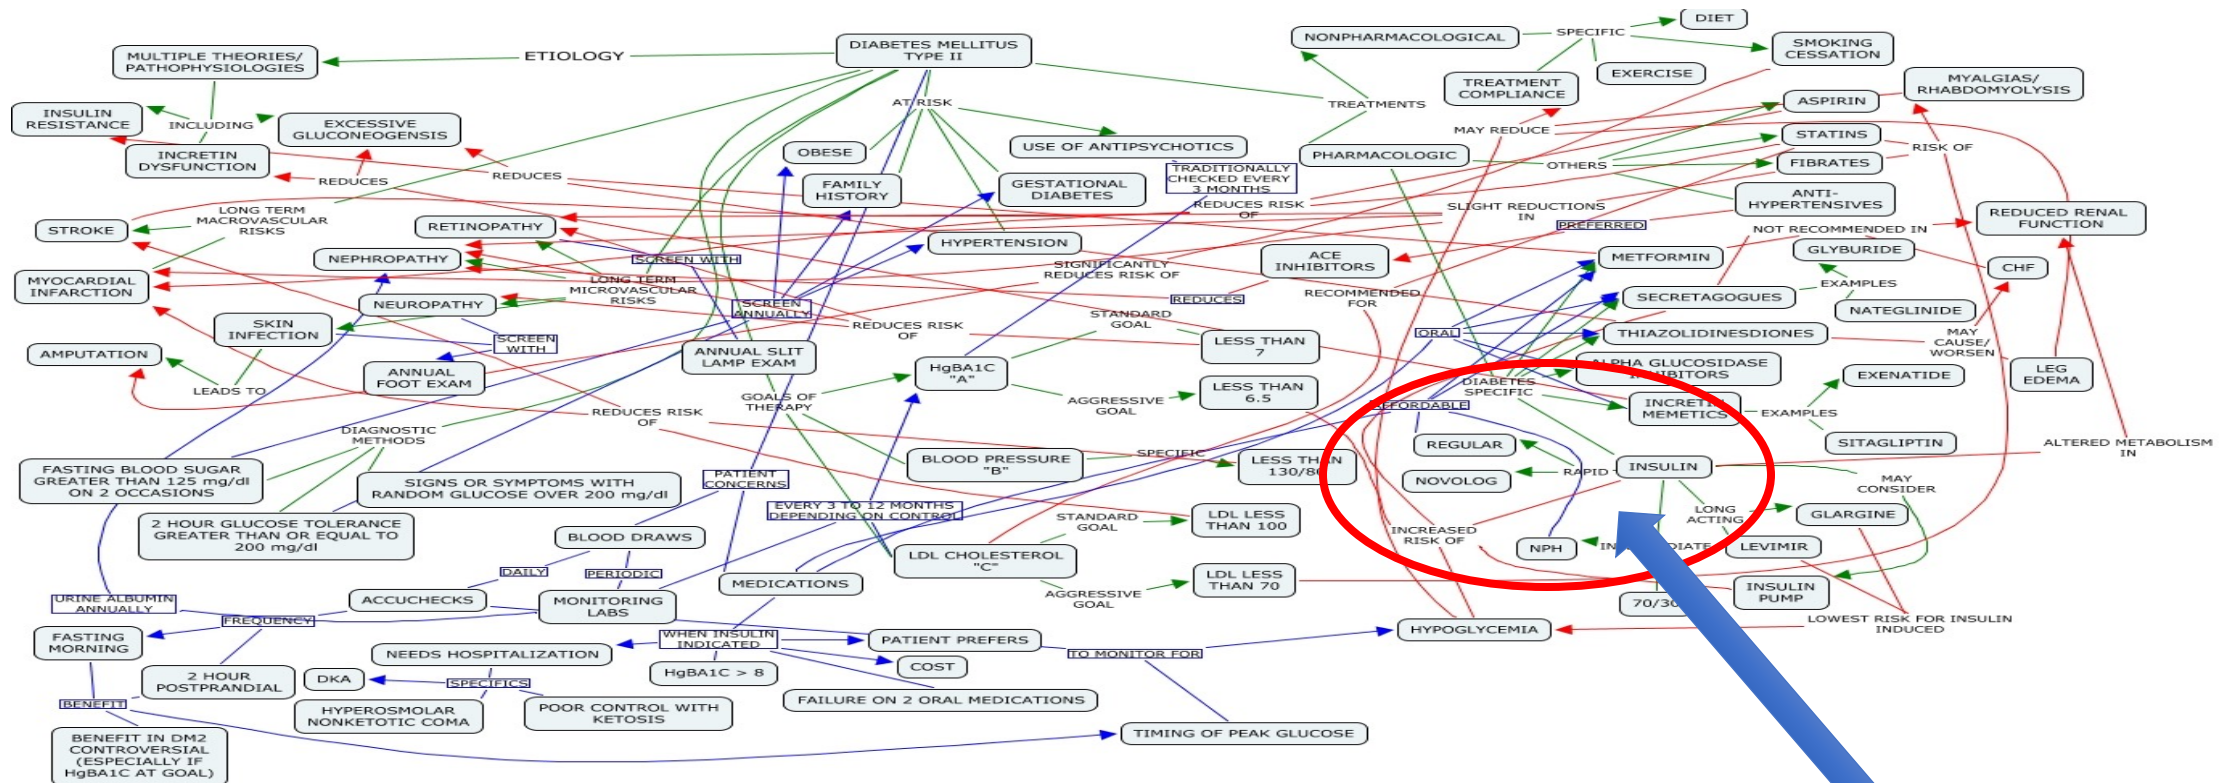 DIABETES MELLITUS
TYPE II
ETIOLOGY
MULTIPLE THEORIES/
PATHOPHYSIOLOGIES
INCLUDING
INSULIN
RESISTANCE
EXCESSIVE
GLUCONEOGENSIS
INCRETIN
DYSFUNCTION
REDUCES
REDUCES
AT RISK
OBESE
FAMILY
HISTORY
USE OF ANTIPSYCHOTICS
GESTATIONAL
DIABETES
HYPERTENSION
TRADITIONALLY
CHECKED EVERY
3 MONTHS
TREATMENTS
NONPHARMACOLOGICAL
SPECIFIC
DIET
SMOKING
CESSATION
EXERCISE
TREATMENT
COMPLIANCE
MYALGIAS/
RHABDOMYOLYSIS
MAY REDUCE
PHARMACOLOGIC
OTHERS
ASPIRIN
STATINS
FIBRATES
RISK OF
ANTI-
HYPERTENSIVES
REDUCED RENAL
FUNCTION
NOT RECOMMENDED IN
SLIGHT REDUCTIONS
IN
PREFERRED
REDUCES RISK
OF
STROKE
LONG TERM
MACROVASCULAR
RISKS
MYOCARDIAL
INFARCTION
RETINOPATHY
NEPHROPATHY
NEUROPATHY
SCREEN WITH
LONG TERM
MICROVASCULAR
RISKS
SCREEN
ANNUALLY
SIGNIFICANTLY
REDUCES RISK OF
REDUCES
ACE
INHIBITORS
RECOMMENDED
FOR
METFORMIN
GLYBURIDE
CHF
SECRETAGOGUES
EXAMPLES
NATEGLINIDE
THIAZOLIDINESDIONES
MAY
CAUSE/
WORSEN
LEG
EDEMA
ORAL
ALPHA GLUCOSIDASE
INHIBITORS
DIABETES
SPECIFIC
EXENATIDE
INCRETIN
MEMETICS
EXAMPLES
SITAGLIPTIN
AFFORDABLE
SKIN
INFECTION
AMPUTATION
LEADS TO
SCREEN
WITH
ANNUAL
FOOT EXAM
ANNUAL SLIT
LAMP EXAM
REDUCES RISK
OF
STANDARD
GOAL
LESS THAN
7
HgBA1C
"A"
AGGRESSIVE
GOAL
LESS THAN
6.5
GOALS OF
THERAPY
REDUCES RISK
OF
DIAGNOSTIC
METHODS
FASTING BLOOD SUGAR
GREATER THAN 125 mg/dl
ON 2 OCCASIONS
SIGNS OR SYMPTOMS WITH
RANDOM GLUCOSE OVER 200 mg/dl
2 HOUR GLUCOSE TOLERANCE
GREATER THAN OR EQUAL TO
200 mg/dl
BLOOD PRESSURE
"B"
SPECIFIC
LESS THAN
130/80
PATIENT
CONCERNS
EVERY 3 TO 12 MONTHS
DEPENDING ON CONTROL
LDL CHOLESTEROL
"C"
STANDARD
GOAL
LDL LESS
THAN 100
AGGRESSIVE
GOAL
LDL LESS
THAN 70
REGULAR
NOVOLOG
RAPID
INSULIN
ALTERED METABOLISM
IN
MAY
CONSIDER
LONG
ACTING
GLARGINE
LEVIMIR
INCREASED
RISK OF
NPH
INSULIN
PUMP
70/30
LOWEST RISK FOR INSULIN
INDUCED
HYPOGLYCEMIA
BLOOD DRAWS
DAILY
PERIODIC
MEDICATIONS
ACCUCHECKS
MONITORING
LABS
URINE ALBUMIN
ANNUALLY
FREQUENCY
FASTING
MORNING
2 HOUR
POSTPRANDIAL
WHEN INSULIN
INDICATED
PATIENT PREFERS
COST
HgBA1C > 8
FAILURE ON 2 ORAL MEDICATIONS
NEEDS HOSPITALIZATION
SPECIFICS
DKA
HYPEROSMOLAR
NONKETOTIC COMA
POOR CONTROL WITH
KETOSIS
TO MONITOR FOR
TIMING OF PEAK GLUCOSE
BENEFIT
BENEFIT IN DM2
CONTROVERSIAL
(ESPECIALLY IF
HgBA1C AT GOAL)